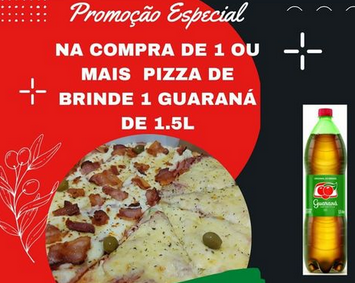 Promoção Especial
NA COMPRA DE 1 OU
MAIS PIZZA DE
BRINDE 1 GUARANÁ
DE 1.5L
Guaraná